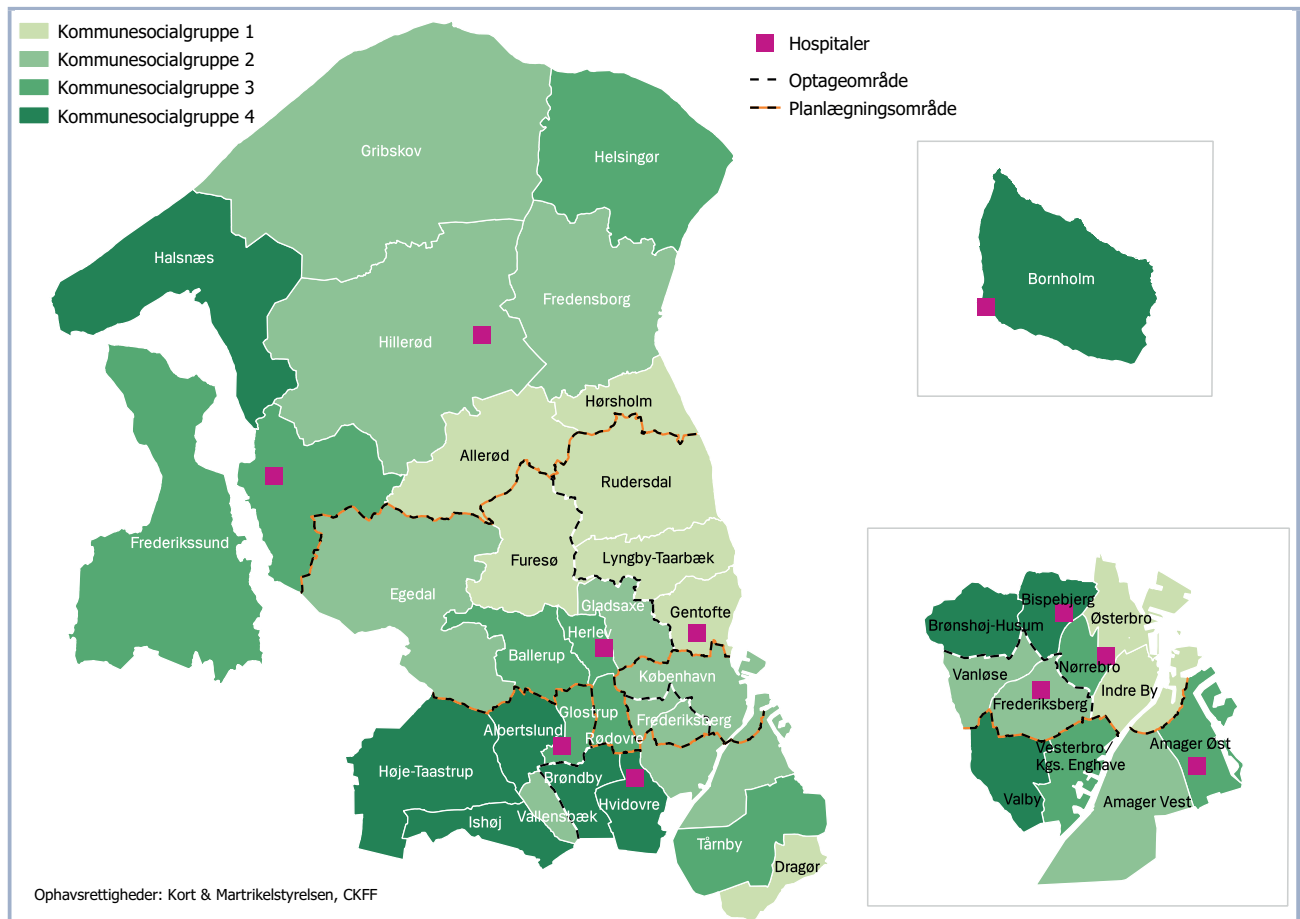 Kommunesocialgruppe 1
Kommunesocialgruppe 2
Kommunesocialgruppe 3
Kommunesocialgruppe 4
Hospitaler
Optageområde
Planlægningsområde
Gribskov
Helsingør
Halsnæs
Fredensborg
Hillerød
Hørsholm
Allerød
Rudersdal
Frederikssund
Furesø
Lyngby-Taarbæk
Egedal
Gladsaxe
Gentofte
Herlev
Ballerup
København
Glostrup
Frederiksberg
Albertslund
Rødovre
Høje-Taastrup
Brøndby
Hvidovre
Vallensbæk
Ishøj
Tårnby
Dragør
Bornholm
Bispebjerg
Brønshøj-Husum
Østerbro
Vanløse
Nørrebro
Indre By
Frederiksberg
Vesterbro/
Kgs. Enghave
Amager Øst
Valby
Amager Vest
Ophavsrettigheder: Kort & Martrikelstyrelsen, CKFF